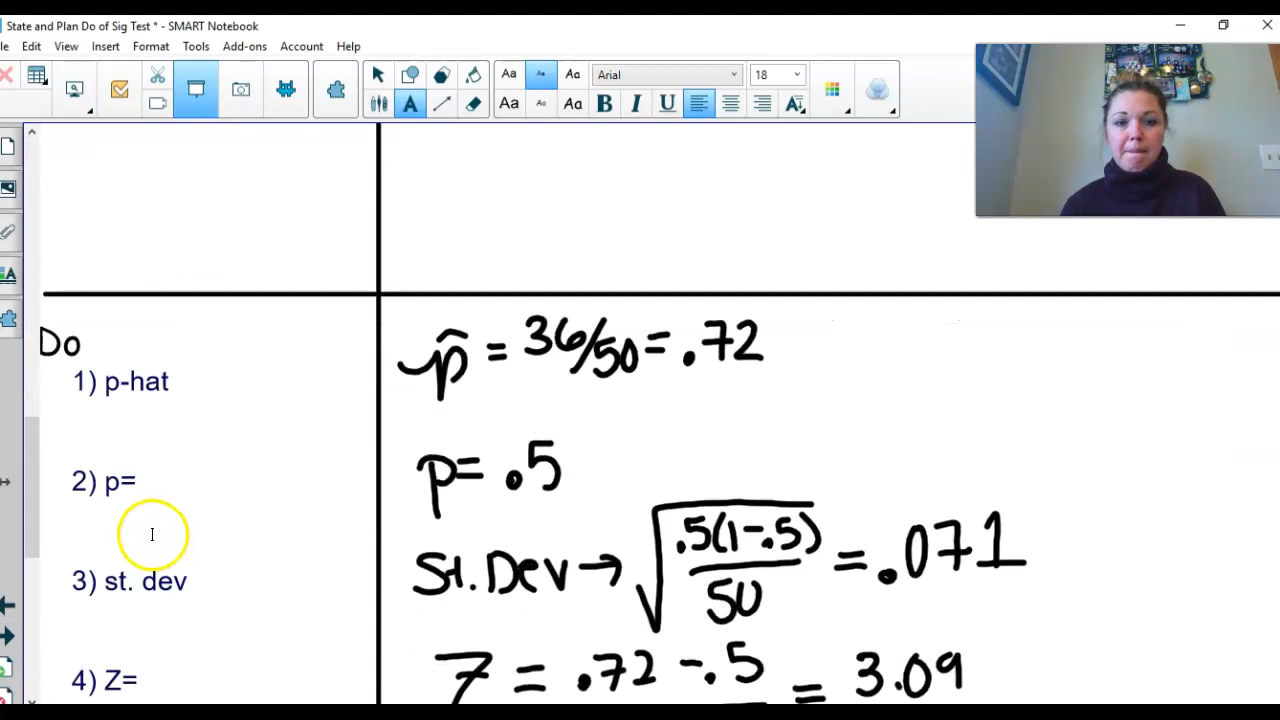 State and Plan Do of Sig Test * - SMART Notebook
le Edit View Insert Format Tools Add-ons Account Help
Aa Aa Aa Arial 18
Aa Aa Aa B I U A
Do
1) p-hat
2) p=
3) st. dev
4) Z=
p̂ = 36/50 = .72
p= .5
St. Dev → √.5(1-.5)/50 = .071
Z = .72 - .5 = 3.09